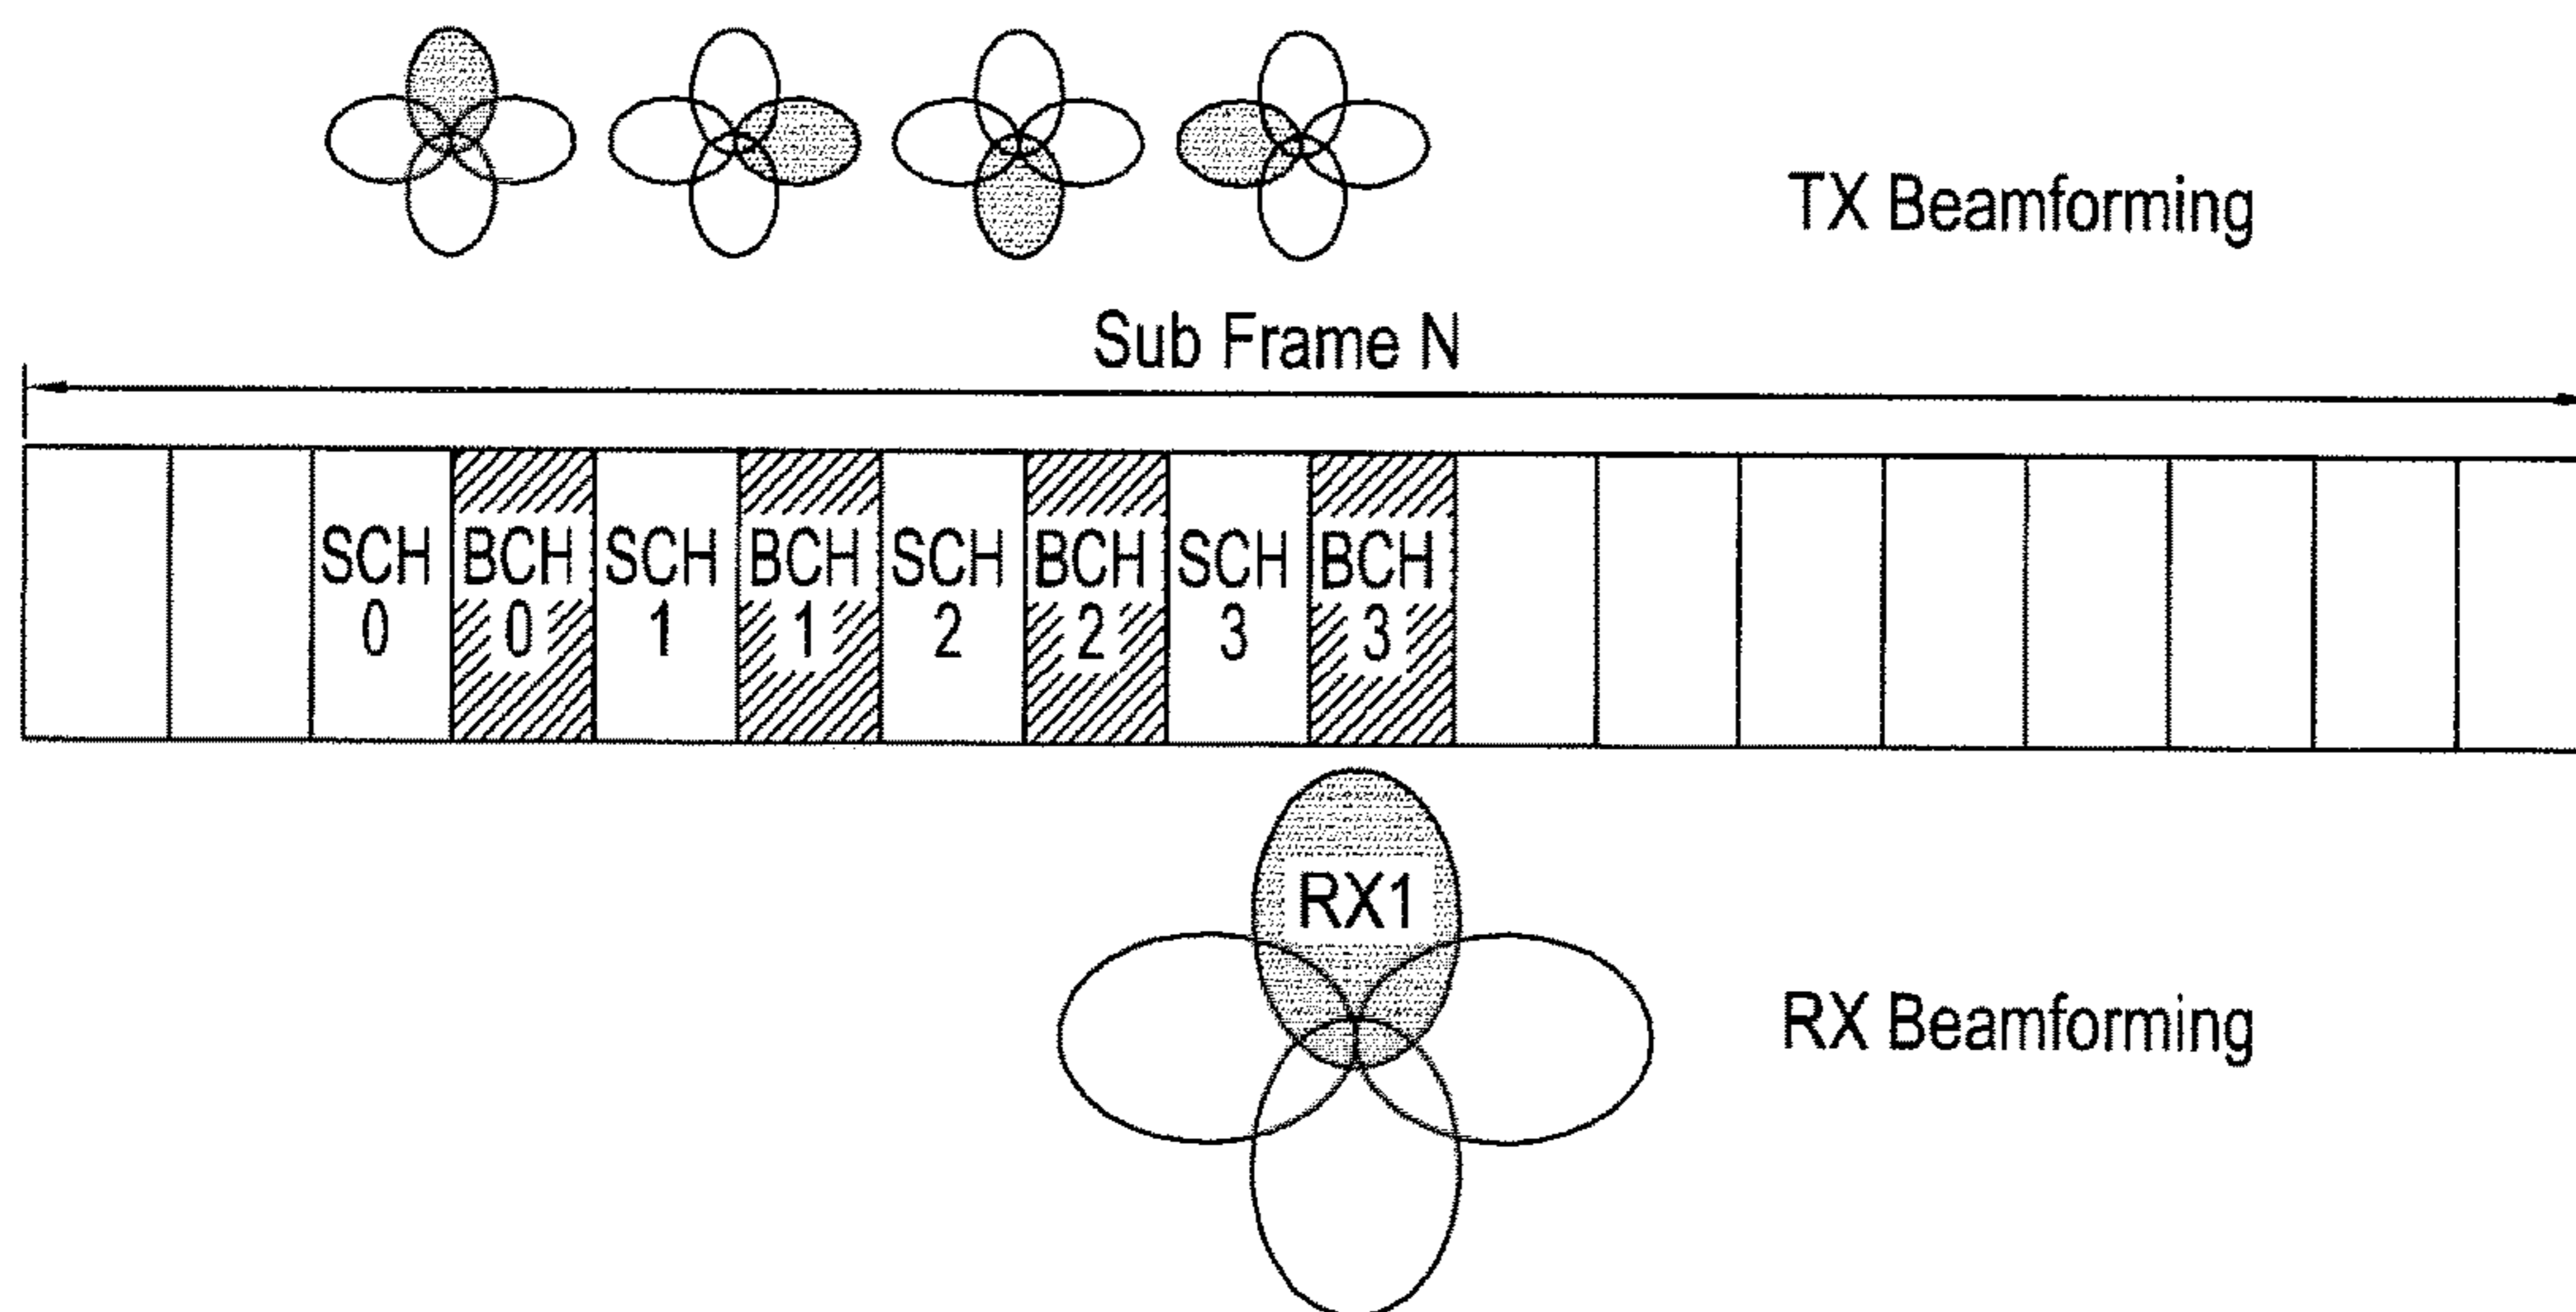 TX Beamforming
Sub Frame N
SCH BCH SCH BCH SCH BCH SCH BCH
0 0 1 1 2 2 3 3
RX1
RX Beamforming